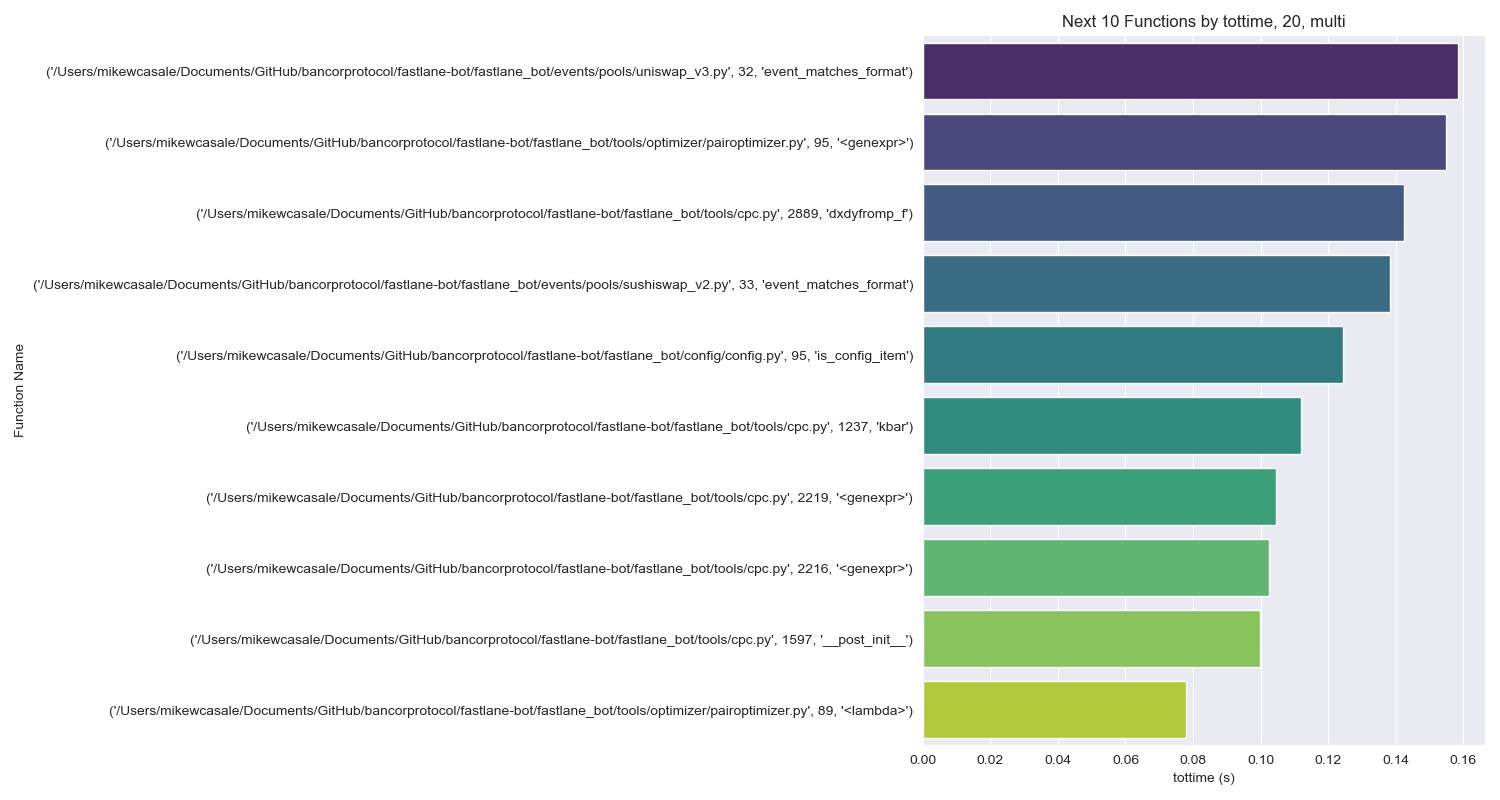 Next 10 Functions by tottime, 20, multi
('/Users/mikewcasale/Documents/GitHub/bancorprotocol/fastlane-bot/fastlane_bot/events/pools/uniswap_v3.py', 32, 'event_matches_format')
('/Users/mikewcasale/Documents/GitHub/bancorprotocol/fastlane-bot/fastlane_bot/tools/optimizer/pairoptimizer.py', 95, '<genexpr>')
('/Users/mikewcasale/Documents/GitHub/bancorprotocol/fastlane-bot/fastlane_bot/tools/cpc.py', 2889, 'dxdyfromp_f')
('/Users/mikewcasale/Documents/GitHub/bancorprotocol/fastlane-bot/fastlane_bot/events/pools/sushiswap_v2.py', 33, 'event_matches_format')
('/Users/mikewcasale/Documents/GitHub/bancorprotocol/fastlane-bot/fastlane_bot/config/config.py', 95, 'is_config_item')
('/Users/mikewcasale/Documents/GitHub/bancorprotocol/fastlane-bot/fastlane_bot/tools/cpc.py', 1237, 'kbar')
('/Users/mikewcasale/Documents/GitHub/bancorprotocol/fastlane-bot/fastlane_bot/tools/cpc.py', 2219, '<genexpr>')
('/Users/mikewcasale/Documents/GitHub/bancorprotocol/fastlane-bot/fastlane_bot/tools/cpc.py', 2216, '<genexpr>')
('/Users/mikewcasale/Documents/GitHub/bancorprotocol/fastlane-bot/fastlane_bot/tools/cpc.py', 1597, '__post_init__')
('/Users/mikewcasale/Documents/GitHub/bancorprotocol/fastlane-bot/fastlane_bot/tools/optimizer/pairoptimizer.py', 89, '<lambda>')
Function Name
0.00 0.02 0.04 0.06 0.08 0.10 0.12 0.14 0.16
tottime (s)